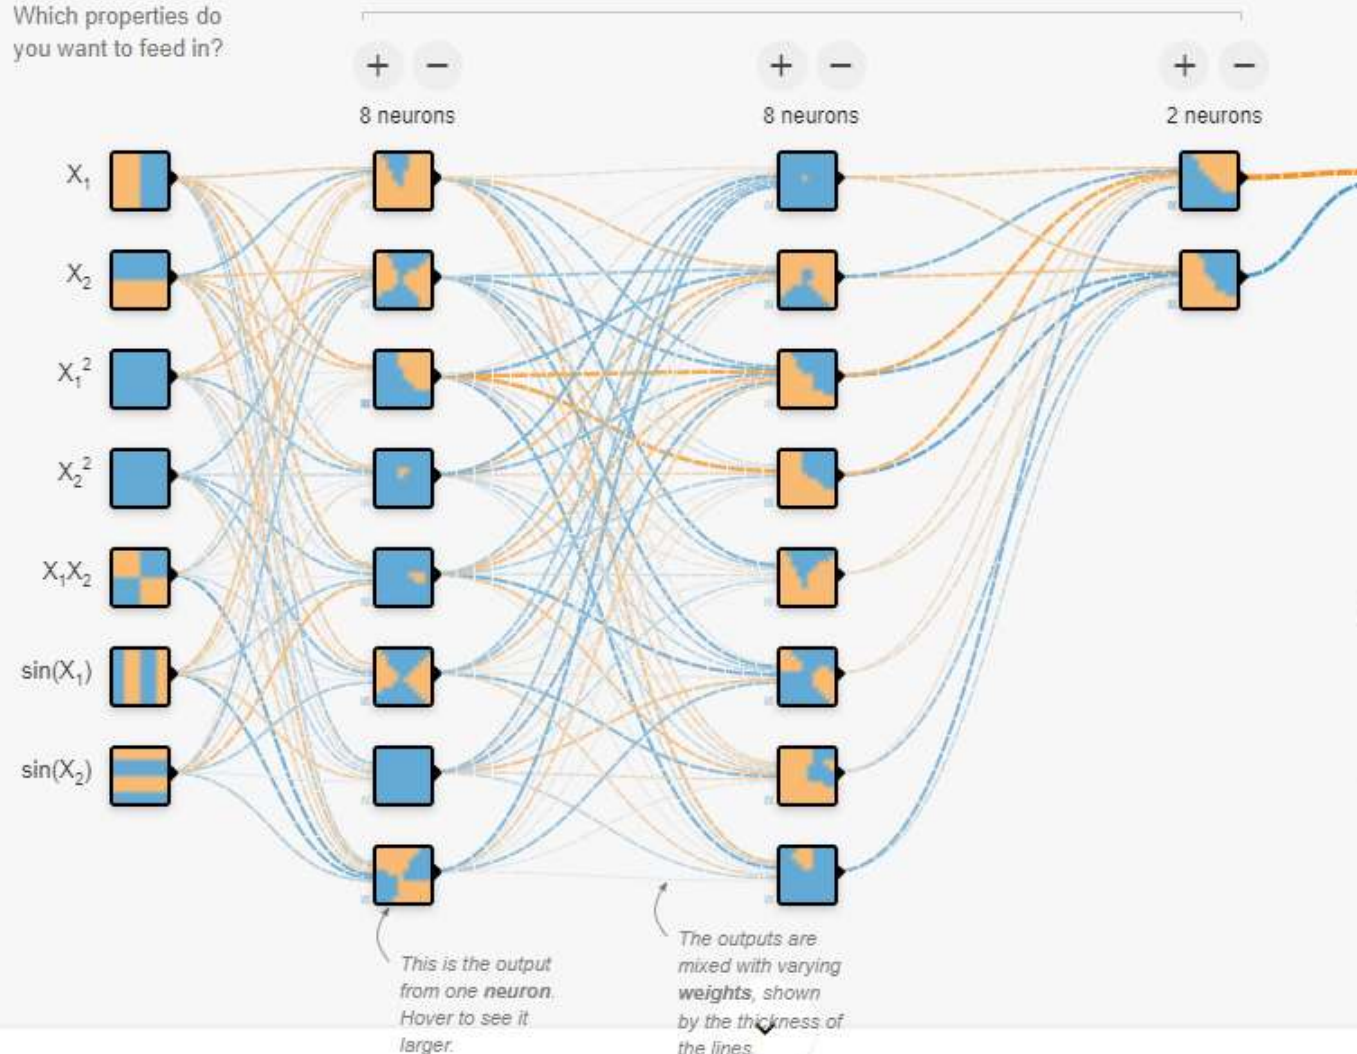 Which properties do
you want to feed in?
+ −
+ −
+ −
8 neurons
8 neurons
2 neurons
X₁
X₂
X₁²
X₂²
X₁X₂
sin(X₁)
sin(X₂)
This is the output
from one neuron.
Hover to see it
larger.
The outputs are
mixed with varying
weights, shown
by the thickness of
the lines.